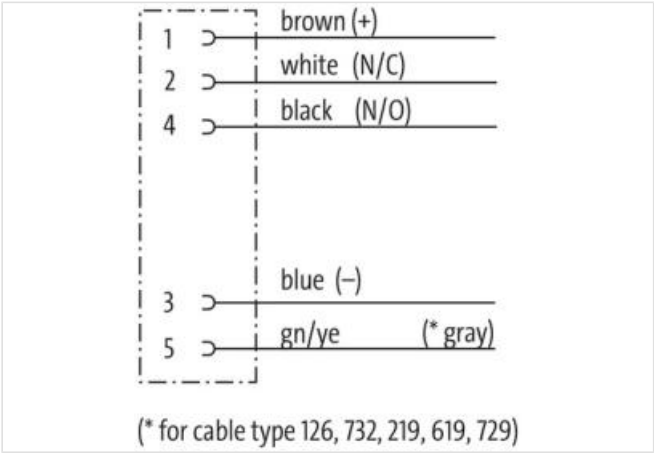 1 brown (+)
2 white (N/C)
4 black (N/O)
3 blue (–)
5 gn/ye (* gray)
(* for cable type 126, 732, 219, 619, 729)